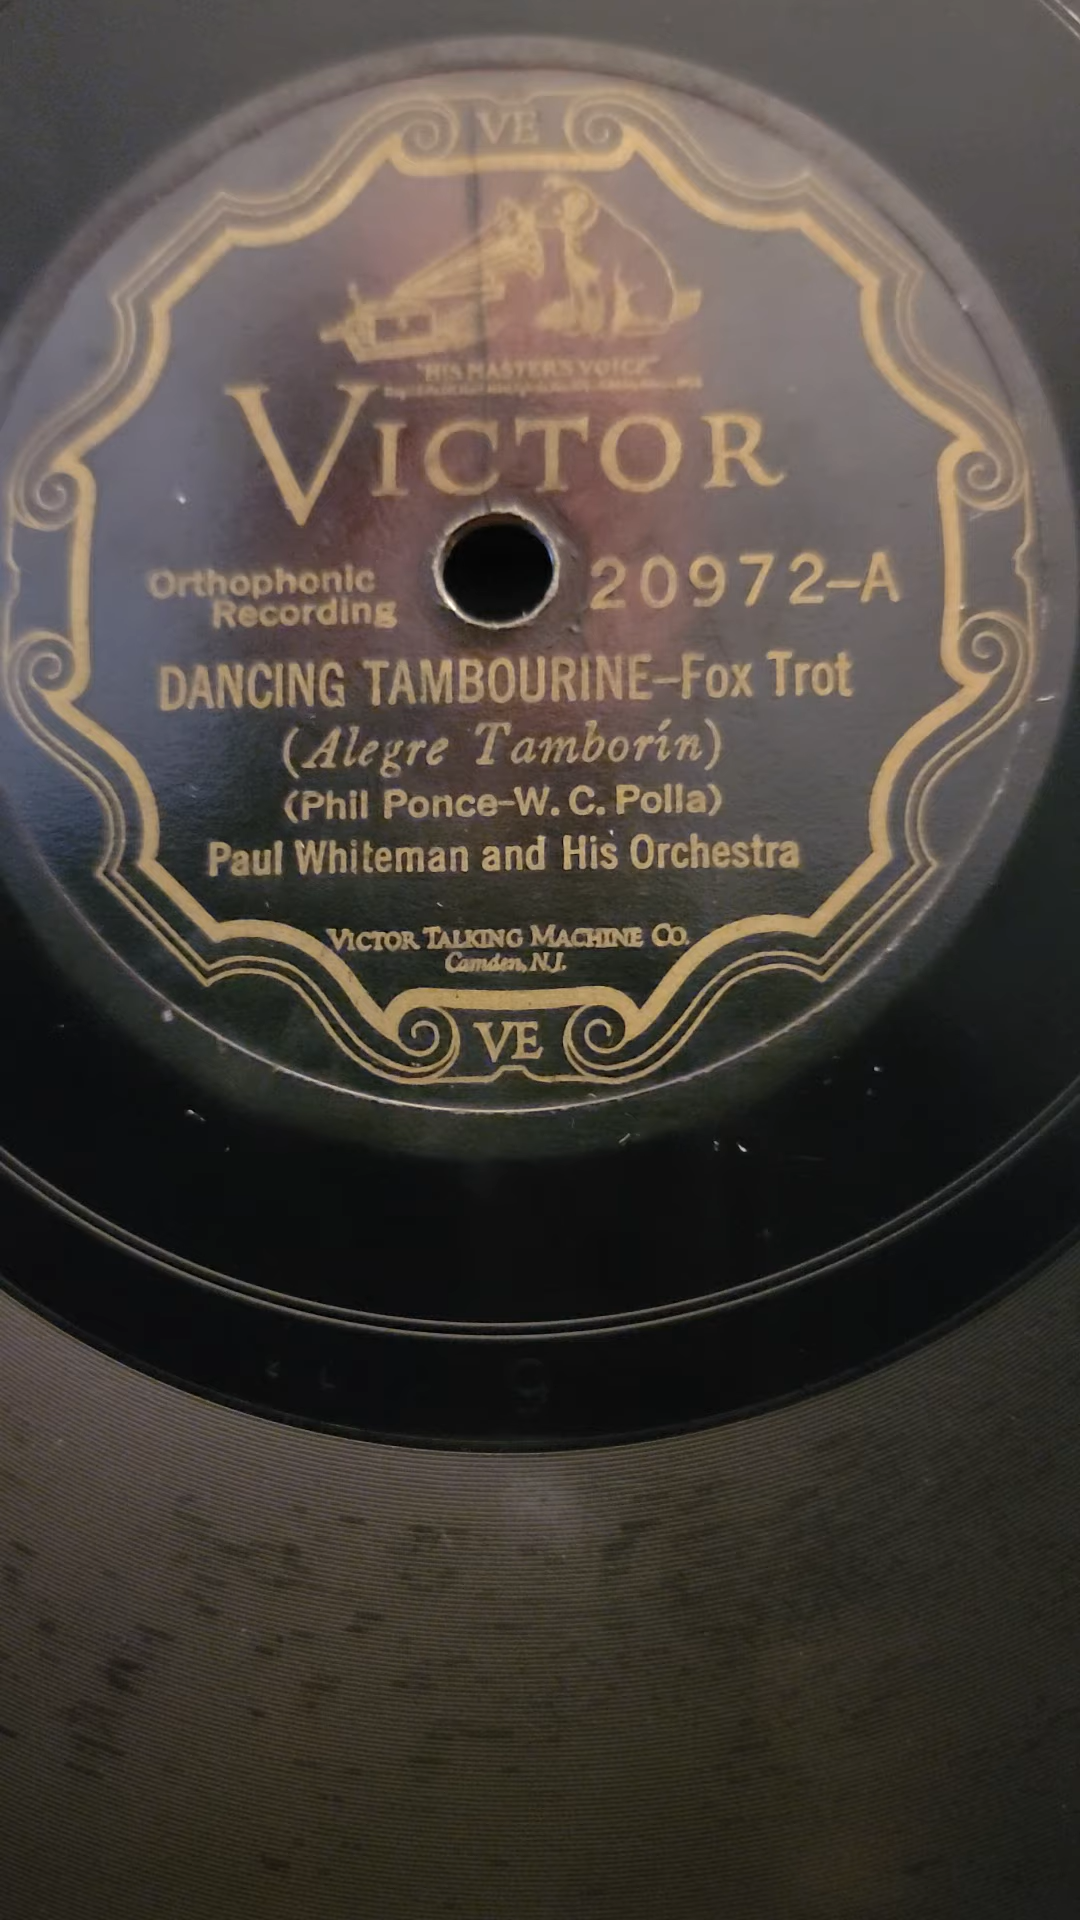 VE
"HIS MASTER'S VOICE"
VICTOR
Orthophonic
Recording
20972-A
DANCING TAMBOURINE-Fox Trot
(Alegre Tamborín)
(Phil Ponce-W. C. Polla)
Paul Whiteman and His Orchestra
VICTOR TALKING MACHINE CO.
Camden, N.J.
VE
9